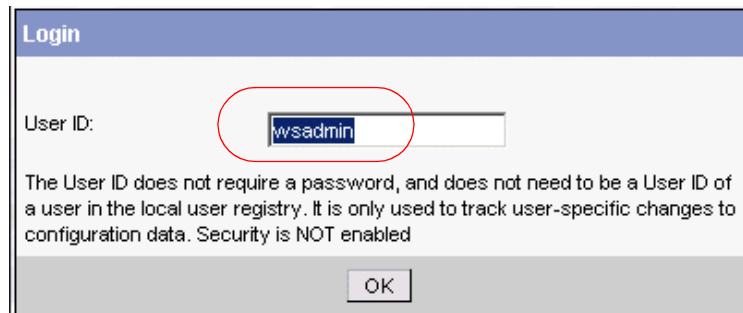 Login
User ID:
wsadmin
The User ID does not require a password, and does not need to be a User ID of
a user in the local user registry. It is only used to track user-specific changes to
configuration data. Security is NOT enabled
OK